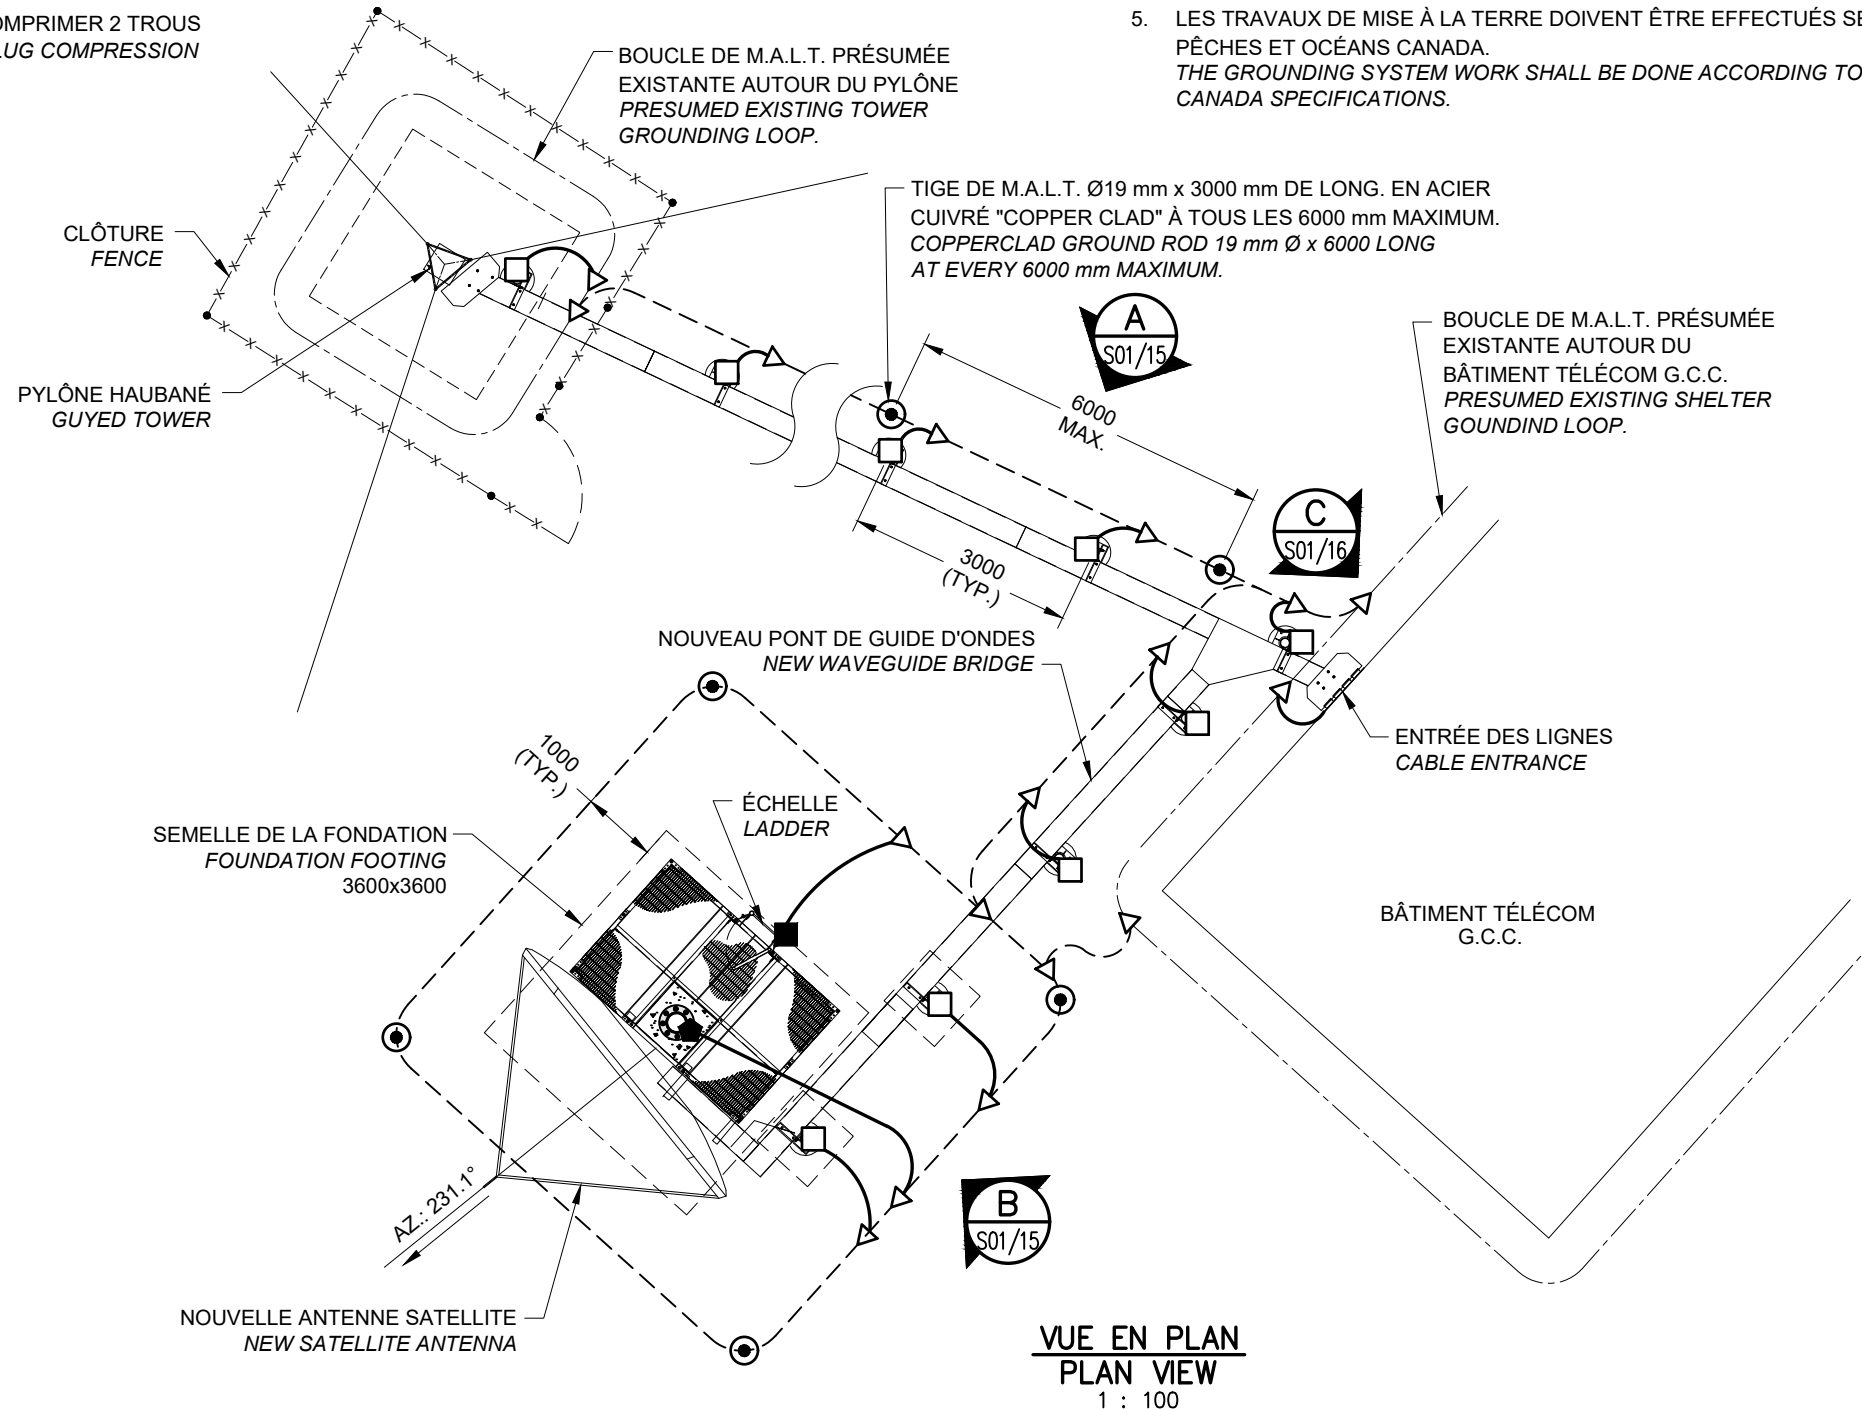 OMPRIMER 2 TROUS
LUG COMPRESSION
5. LES TRAVAUX DE MISE À LA TERRE DOIVENT ÊTRE EFFECTUÉS SE
PÊCHES ET OCÉANS CANADA.
THE GROUNDING SYSTEM WORK SHALL BE DONE ACCORDING TO
CANADA SPECIFICATIONS.
BOUCLE DE M.A.L.T. PRÉSUMÉE
EXISTANTE AUTOUR DU PYLÔNE
PRESUMED EXISTING TOWER
GROUNDING LOOP.
TIGE DE M.A.L.T. Ø19 mm x 3000 mm DE LONG. EN ACIER
CUIVRÉ "COPPER CLAD" À TOUS LES 6000 mm MAXIMUM.
COPPERCLAD GROUND ROD 19 mm Ø x 6000 LONG
AT EVERY 6000 mm MAXIMUM.
CLÔTURE
FENCE
A
S01/15
BOUCLE DE M.A.L.T. PRÉSUMÉE
EXISTANTE AUTOUR DU
BÂTIMENT TÉLÉCOM G.C.C.
PRESUMED EXISTING SHELTER
GOUNDIND LOOP.
PYLÔNE HAUBANÉ
GUYED TOWER
6000
MAX.
C
S01/16
3000
(TYP.)
NOUVEAU PONT DE GUIDE D'ONDES
NEW WAVEGUIDE BRIDGE
ENTRÉE DES LIGNES
CABLE ENTRANCE
1000
(TYP.)
ÉCHELLE
LADDER
SEMELLE DE LA FONDATION
FOUNDATION FOOTING
3600x3600
BÂTIMENT TÉLÉCOM
G.C.C.
AZ.: 231.1°
B
S01/15
NOUVELLE ANTENNE SATELLITE
NEW SATELLITE ANTENNA
VUE EN PLAN
PLAN VIEW
1 : 100